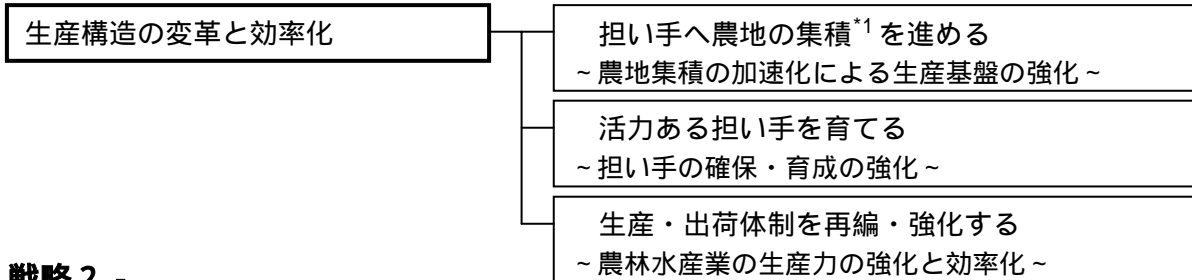 生産構造の変革と効率化
担い手へ農地の集積*1を進める
~農地集積の加速化による生産基盤の強化~
活力ある担い手を育てる
~担い手の確保・育成の強化~
生産・出荷体制を再編・強化する
~農林水産業の生産力の強化と効率化~
戦略2-